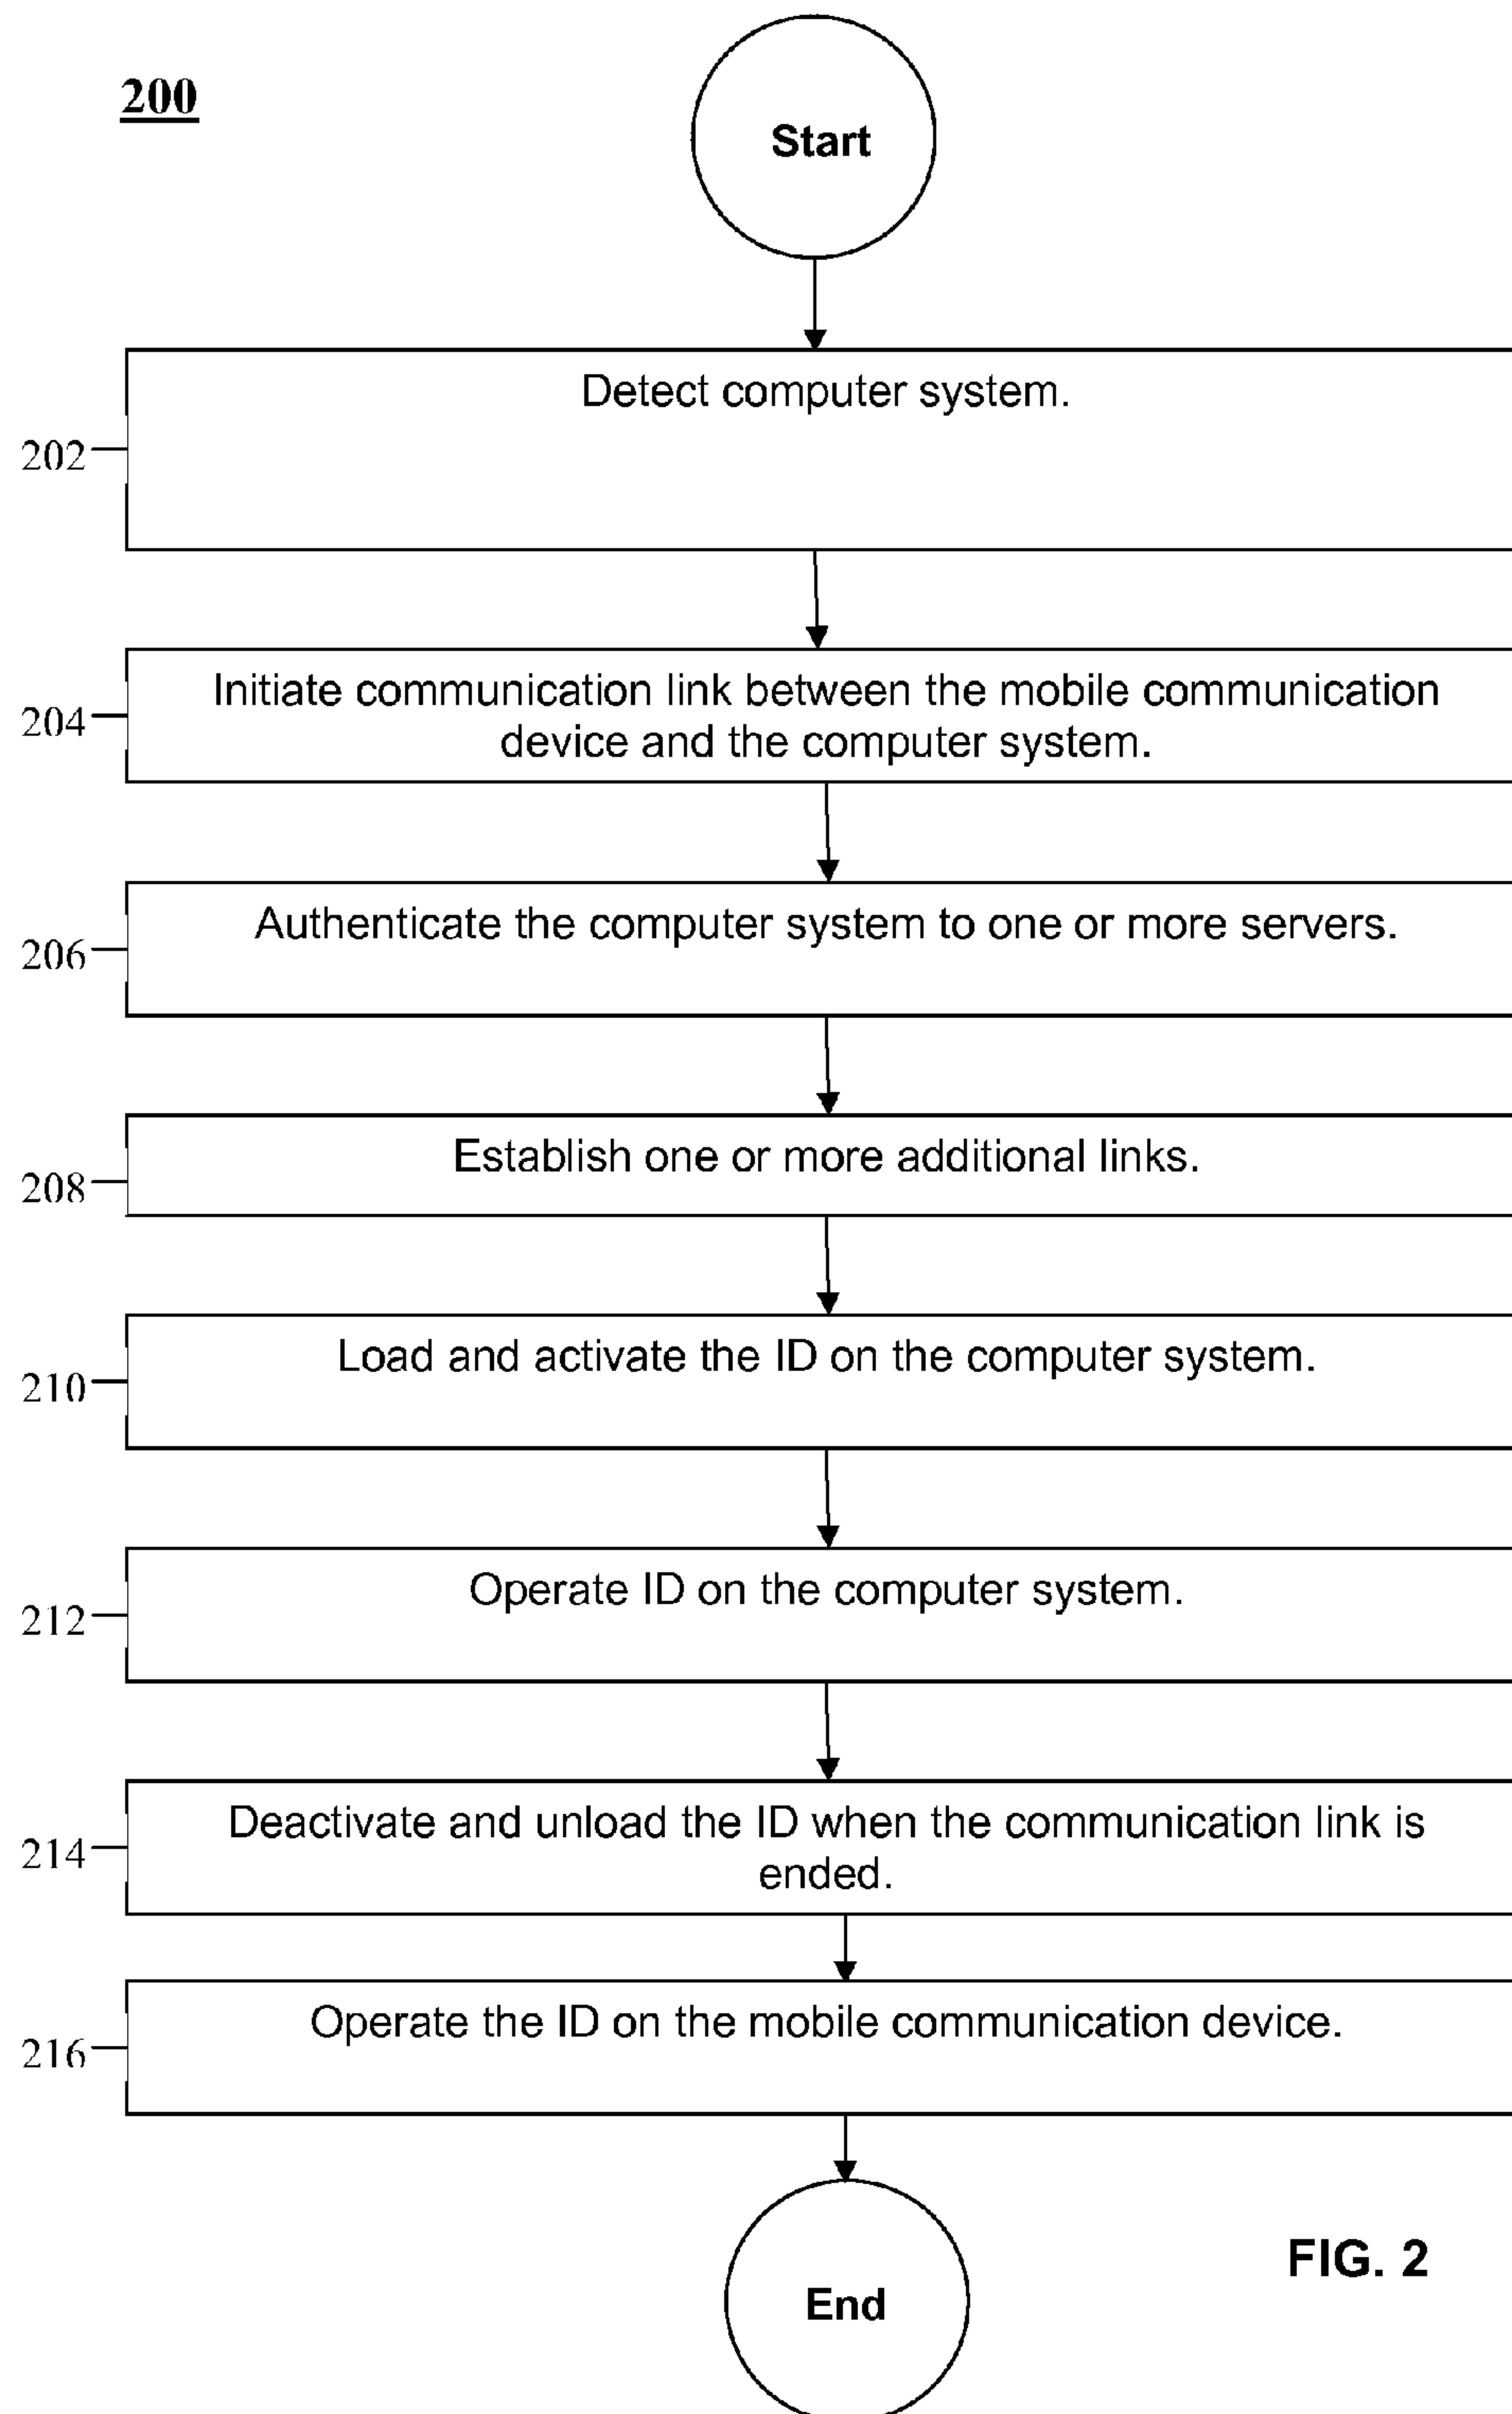 200
Start
Detect computer system.
202
Initiate communication link between the mobile communication
device and the computer system.
204
Authenticate the computer system to one or more servers.
206
Establish one or more additional links.
208
Load and activate the ID on the computer system.
210
Operate ID on the computer system.
212
Deactivate and unload the ID when the communication link is
ended.
214
Operate the ID on the mobile communication device.
216
End
FIG. 2